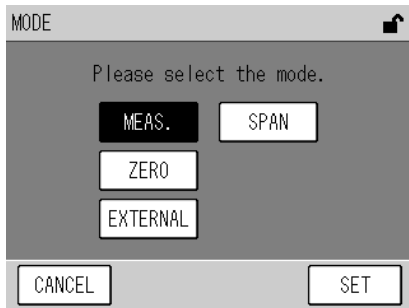 MODE
Please select the mode.
MEAS. SPAN
ZERO
EXTERNAL
CANCEL SET